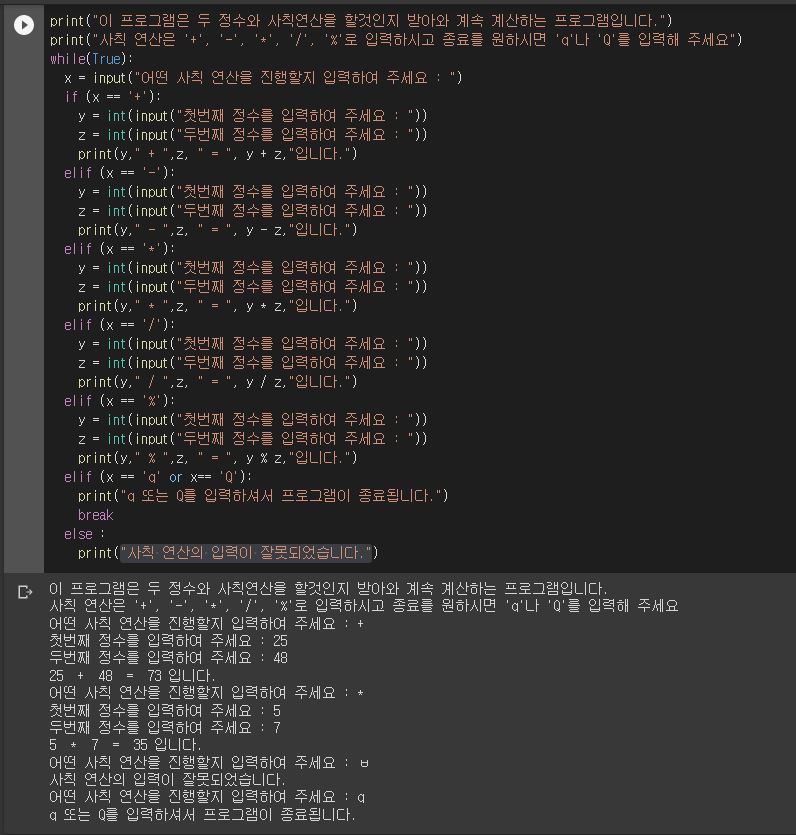 print("이 프로그램은 두 정수와 사칙연산을 할것인지 받아와 계속 계산하는 프로그램입니다.")
print("사칙 연산은 '+', '-', '*', '/', '%'로 입력하시고 종료를 원하시면 'q'나 'Q'를 입력해 주세요")
while(True):
  x = input("어떤 사칙 연산을 진행할지 입력하여 주세요 : ")
  if (x == '+'):
    y = int(input("첫번째 정수를 입력하여 주세요 : "))
    z = int(input("두번째 정수를 입력하여 주세요 : "))
    print(y," + ",z, " = ", y + z,"입니다.")
  elif (x == '-'):
    y = int(input("첫번째 정수를 입력하여 주세요 : "))
    z = int(input("두번째 정수를 입력하여 주세요 : "))
    print(y," - ",z, " = ", y - z,"입니다.")
  elif (x == '*'):
    y = int(input("첫번째 정수를 입력하여 주세요 : "))
    z = int(input("두번째 정수를 입력하여 주세요 : "))
    print(y," * ",z, " = ", y * z,"입니다.")
  elif (x == '/'):
    y = int(input("첫번째 정수를 입력하여 주세요 : "))
    z = int(input("두번째 정수를 입력하여 주세요 : "))
    print(y," / ",z, " = ", y / z,"입니다.")
  elif (x == '%'):
    y = int(input("첫번째 정수를 입력하여 주세요 : "))
    z = int(input("두번째 정수를 입력하여 주세요 : "))
    print(y," % ",z, " = ", y % z,"입니다.")
  elif (x == 'q' or x== 'Q'):
    print("q 또는 Q를 입력하셔서 프로그램이 종료됩니다.")
    break
  else :
    print("사칙 연산의 입력이 잘못되었습니다.")
이 프로그램은 두 정수와 사칙연산을 할것인지 받아와 계속 계산하는 프로그램입니다.
사칙 연산은 '+', '-', '*', '/', '%'로 입력하시고 종료를 원하시면 'q'나 'Q'를 입력해 주세요
어떤 사칙 연산을 진행할지 입력하여 주세요 : +
첫번째 정수를 입력하여 주세요 : 25
두번째 정수를 입력하여 주세요 : 48
25  +  48  =  73 입니다.
어떤 사칙 연산을 진행할지 입력하여 주세요 : *
첫번째 정수를 입력하여 주세요 : 5
두번째 정수를 입력하여 주세요 : 7
5  *  7  =  35 입니다.
어떤 사칙 연산을 진행할지 입력하여 주세요 : ㅂ
사칙 연산의 입력이 잘못되었습니다.
어떤 사칙 연산을 진행할지 입력하여 주세요 : q
q 또는 Q를 입력하셔서 프로그램이 종료됩니다.